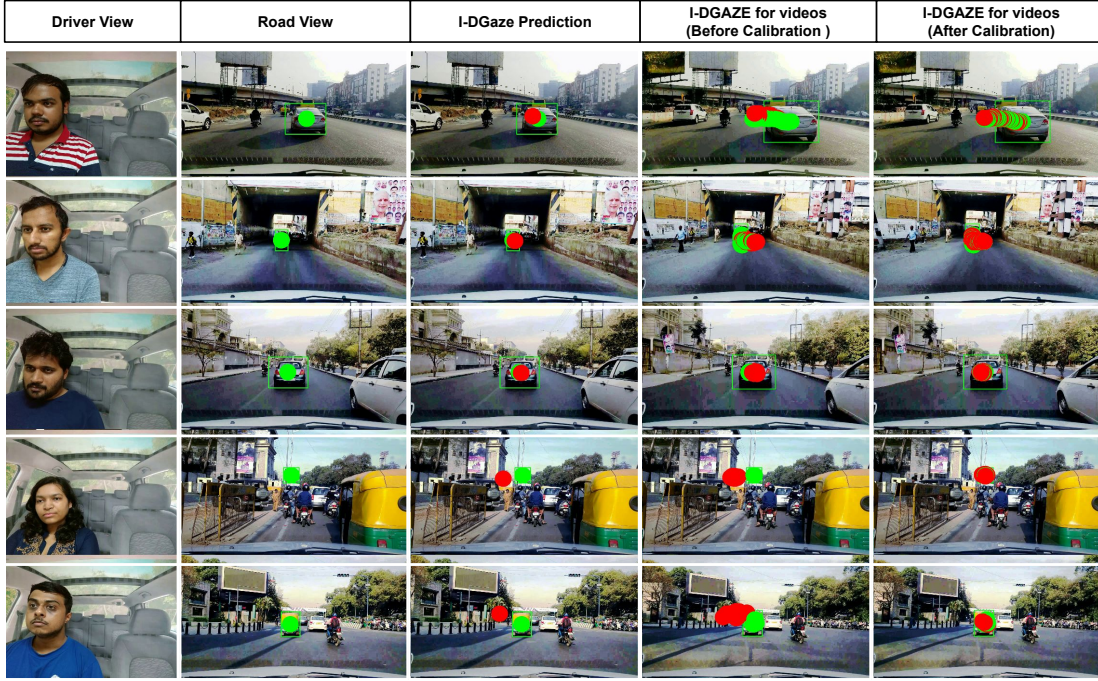 Driver View
Road View
I-DGaze Prediction
I-DGAZE for videos
(Before Calibration )
I-DGAZE for videos
(After Calibration)